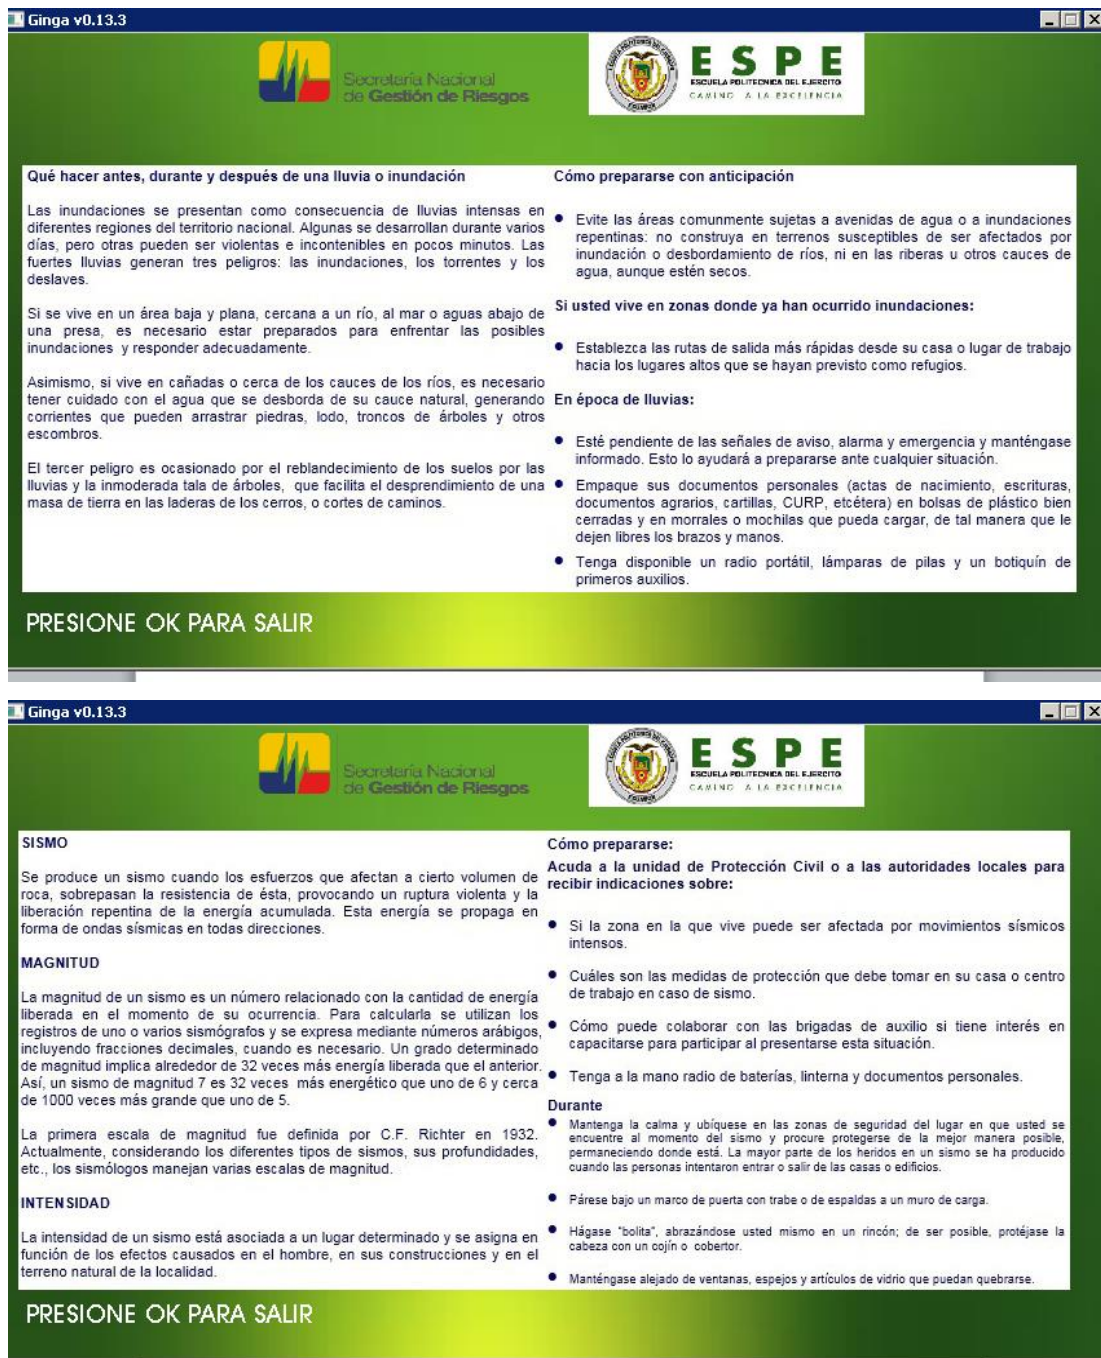 Ginga v0.13.3
Secretaría Nacional
de Gestión de Riesgos
ESPE
ESCUELA POLITECNICA DEL EJERCITO
CAMINO A LA EXCELENCIA
Qué hacer antes, durante y después de una lluvia o inundación
Las inundaciones se presentan como consecuencia de lluvias intensas en
diferentes regiones del territorio nacional. Algunas se desarrollan durante varios
días, pero otras pueden ser violentas e incontenibles en pocos minutos. Las
fuertes lluvias generan tres peligros: las inundaciones, los torrentes y los
deslaves.
Si se vive en un área baja y plana, cercana a un río, al mar o aguas abajo de
una presa, es necesario estar preparados para enfrentar las posibles
inundaciones y responder adecuadamente.
Asimismo, si vive en cañadas o cerca de los cauces de los ríos, es necesario
tener cuidado con el agua que se desborda de su cauce natural, generando
corrientes que pueden arrastrar piedras, lodo, troncos de árboles y otros
escombros.
El tercer peligro es ocasionado por el reblandecimiento de los suelos por las
lluvias y la inmoderada tala de árboles, que facilita el desprendimiento de una
masa de tierra en las laderas de los cerros, o cortes de caminos.
Cómo prepararse con anticipación
● Evite las áreas comunmente sujetas a avenidas de agua o a inundaciones
repentinas: no construya en terrenos susceptibles de ser afectados por
inundación o desbordamiento de ríos, ni en las riberas u otros cauces de
agua, aunque estén secos.
Si usted vive en zonas donde ya han ocurrido inundaciones:
● Establezca las rutas de salida más rápidas desde su casa o lugar de trabajo
hacia los lugares altos que se hayan previsto como refugios.
En época de lluvias:
● Esté pendiente de las señales de aviso, alarma y emergencia y manténgase
informado. Esto lo ayudará a prepararse ante cualquier situación.
● Empaque sus documentos personales (actas de nacimiento, escrituras,
documentos agrarios, cartillas, CURP, etcétera) en bolsas de plástico bien
cerradas y en morrales o mochilas que pueda cargar, de tal manera que le
dejen libres los brazos y manos.
● Tenga disponible un radio portátil, lámparas de pilas y un botiquín de
primeros auxilios.
PRESIONE OK PARA SALIR
Ginga v0.13.3
Secretaría Nacional
de Gestión de Riesgos
ESPE
ESCUELA POLITECNICA DEL EJERCITO
CAMINO A LA EXCELENCIA
SISMO
Se produce un sismo cuando los esfuerzos que afectan a cierto volumen de
roca, sobrepasan la resistencia de ésta, provocando un ruptura violenta y la
liberación repentina de la energía acumulada. Esta energía se propaga en
forma de ondas sísmicas en todas direcciones.
MAGNITUD
La magnitud de un sismo es un número relacionado con la cantidad de energía
liberada en el momento de su ocurrencia. Para calcularla se utilizan los
registros de uno o varios sismógrafos y se expresa mediante números arábigos,
incluyendo fracciones decimales, cuando es necesario. Un grado determinado
de magnitud implica alrededor de 32 veces más energía liberada que el anterior.
Así, un sismo de magnitud 7 es 32 veces más energético que uno de 6 y cerca
de 1000 veces más grande que uno de 5.
La primera escala de magnitud fue definida por C.F. Richter en 1932.
Actualmente, considerando los diferentes tipos de sismos, sus profundidades,
etc., los sismólogos manejan varias escalas de magnitud.
INTENSIDAD
La intensidad de un sismo está asociada a un lugar determinado y se asigna en
función de los efectos causados en el hombre, en sus construcciones y en el
terreno natural de la localidad.
Cómo prepararse:
Acuda a la unidad de Protección Civil o a las autoridades locales para
recibir indicaciones sobre:
● Si la zona en la que vive puede ser afectada por movimientos sísmicos
intensos.
● Cuáles son las medidas de protección que debe tomar en su casa o centro
de trabajo en caso de sismo.
● Cómo puede colaborar con las brigadas de auxilio si tiene interés en
capacitarse para participar al presentarse esta situación.
● Tenga a la mano radio de baterías, linterna y documentos personales.
Durante
● Mantenga la calma y ubíquese en las zonas de seguridad del lugar en que usted se
encuentre al momento del sismo y procure protegerse de la mejor manera posible,
permaneciendo donde está. La mayor parte de los heridos en un sismo se ha producido
cuando las personas intentaron entrar o salir de las casas o edificios.
● Párese bajo un marco de puerta con trabe o de espaldas a un muro de carga.
● Hágase "bolita", abrazándose usted mismo en un rincón; de ser posible, protéjase la
cabeza con un cojín o cobertor.
● Manténgase alejado de ventanas, espejos y artículos de vidrio que puedan quebrarse.
PRESIONE OK PARA SALIR